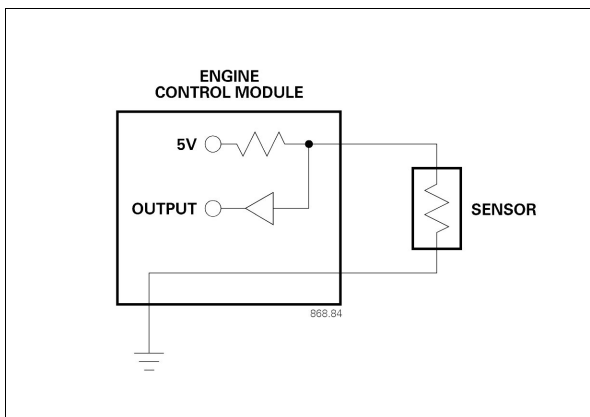 ENGINE
CONTROL MODULE
5V
OUTPUT
SENSOR
868.84